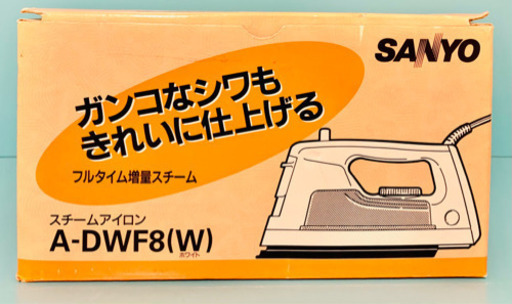 SANYO
ガンコなシワも
きれいに仕上げる
フルタイム増量スチーム
スチームアイロン
A-DWF8(W)
ホワイト